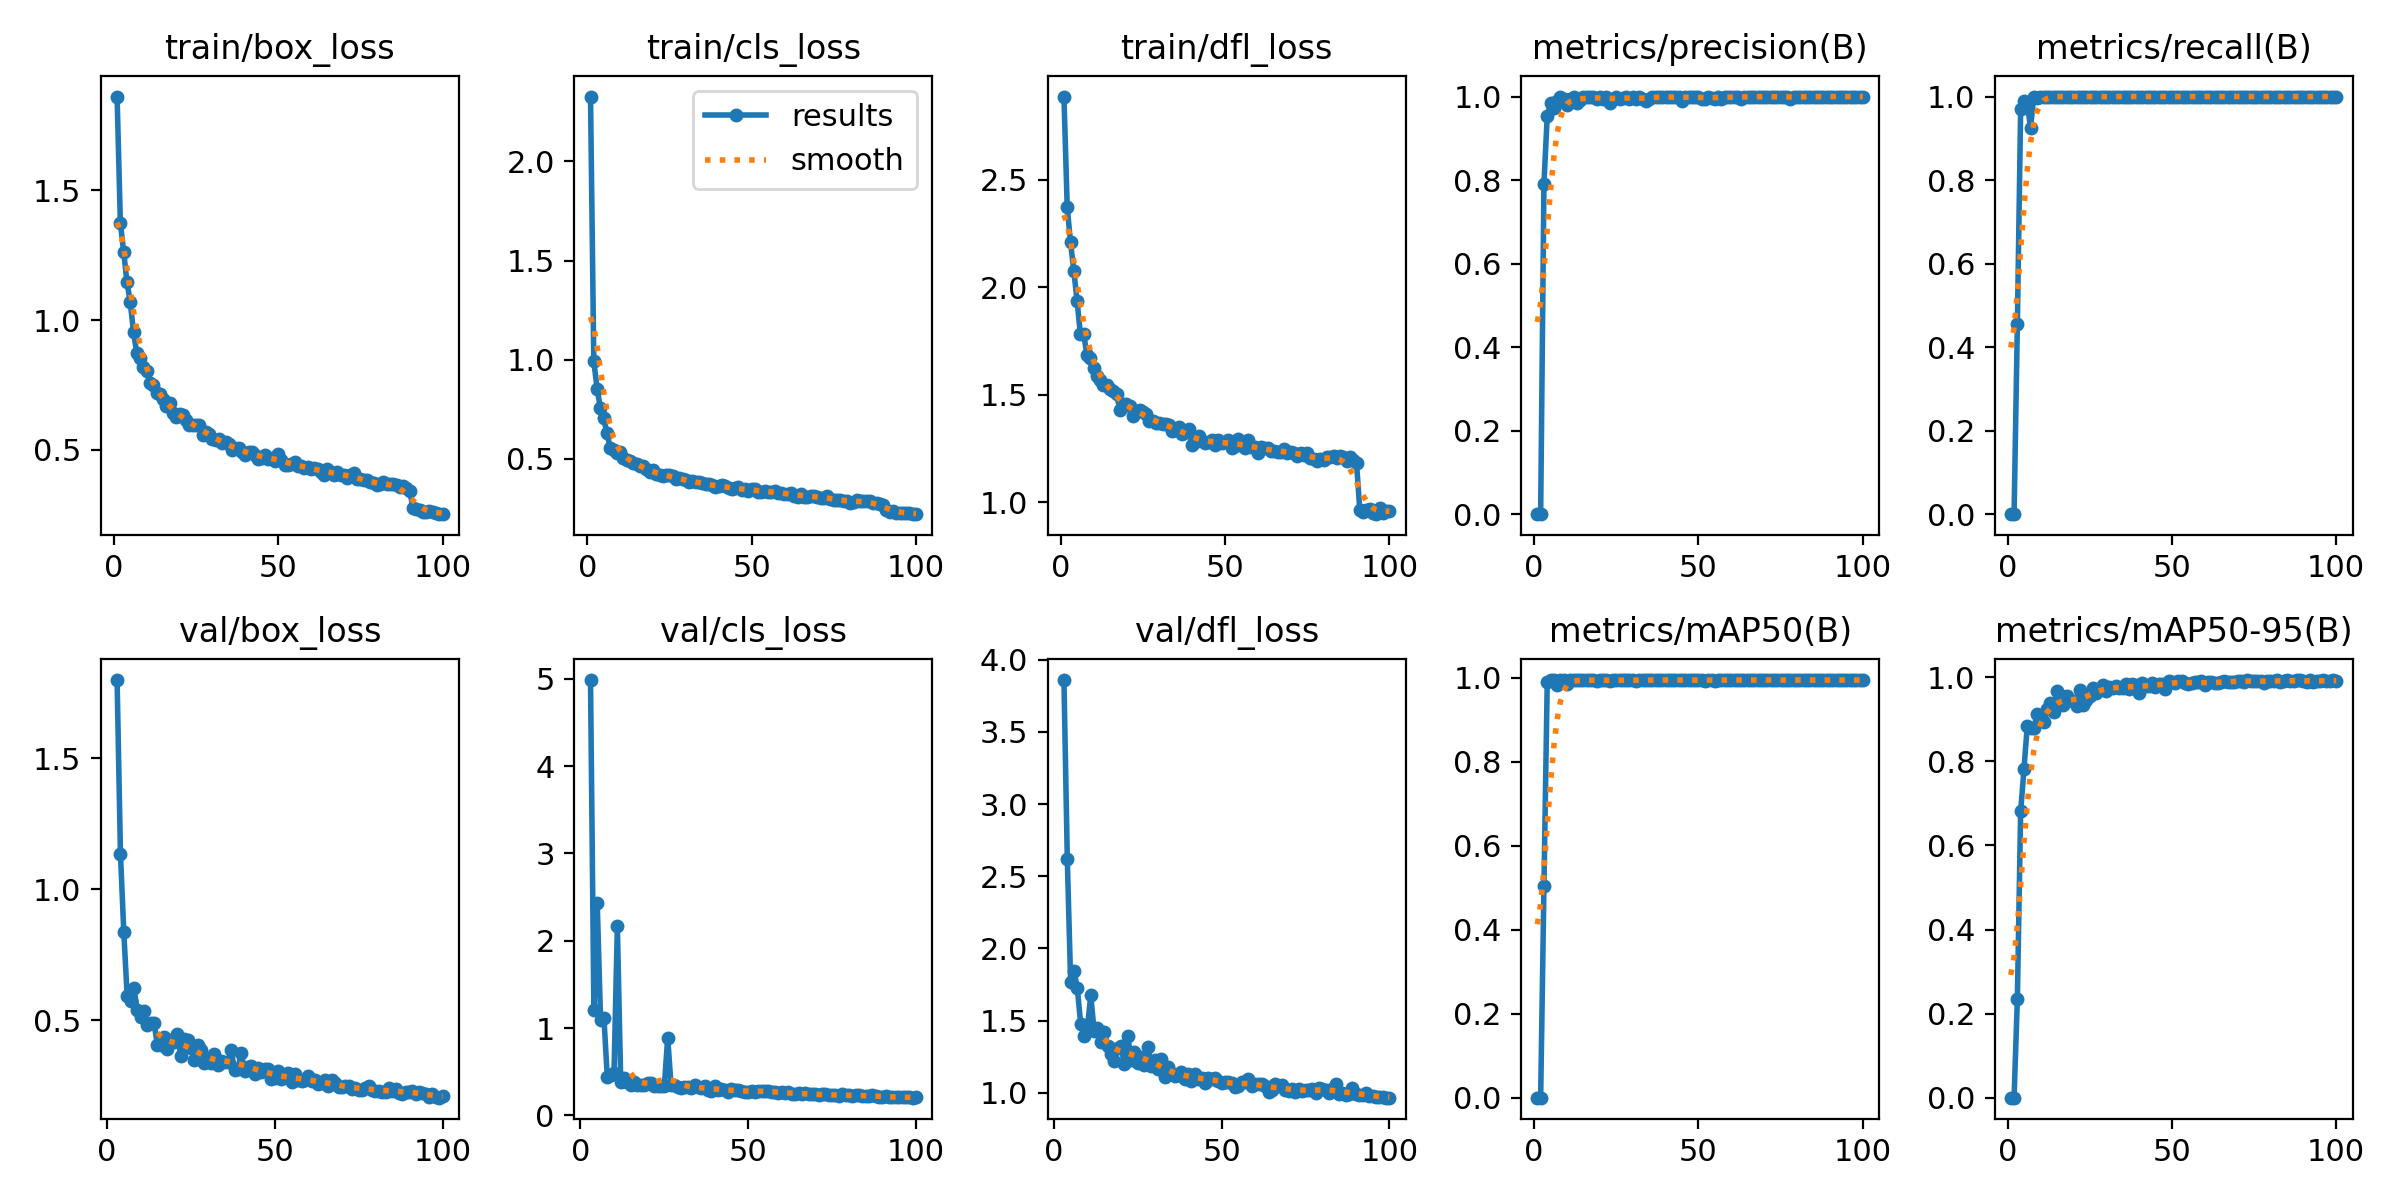 train/box_loss
1.5
1.0
0.5
0 50 100
train/cls_loss
results
smooth
2.0
1.5
1.0
0.5
0 50 100
train/dfl_loss
2.5
2.0
1.5
1.0
0 50 100
metrics/precision(B)
1.0
0.8
0.6
0.4
0.2
0.0
0 50 100
metrics/recall(B)
1.0
0.8
0.6
0.4
0.2
0.0
0 50 100
val/box_loss
1.5
1.0
0.5
0 50 100
val/cls_loss
5
4
3
2
1
0
0 50 100
val/dfl_loss
4.0
3.5
3.0
2.5
2.0
1.5
1.0
0 50 100
metrics/mAP50(B)
1.0
0.8
0.6
0.4
0.2
0.0
0 50 100
metrics/mAP50-95(B)
1.0
0.8
0.6
0.4
0.2
0.0
0 50 100